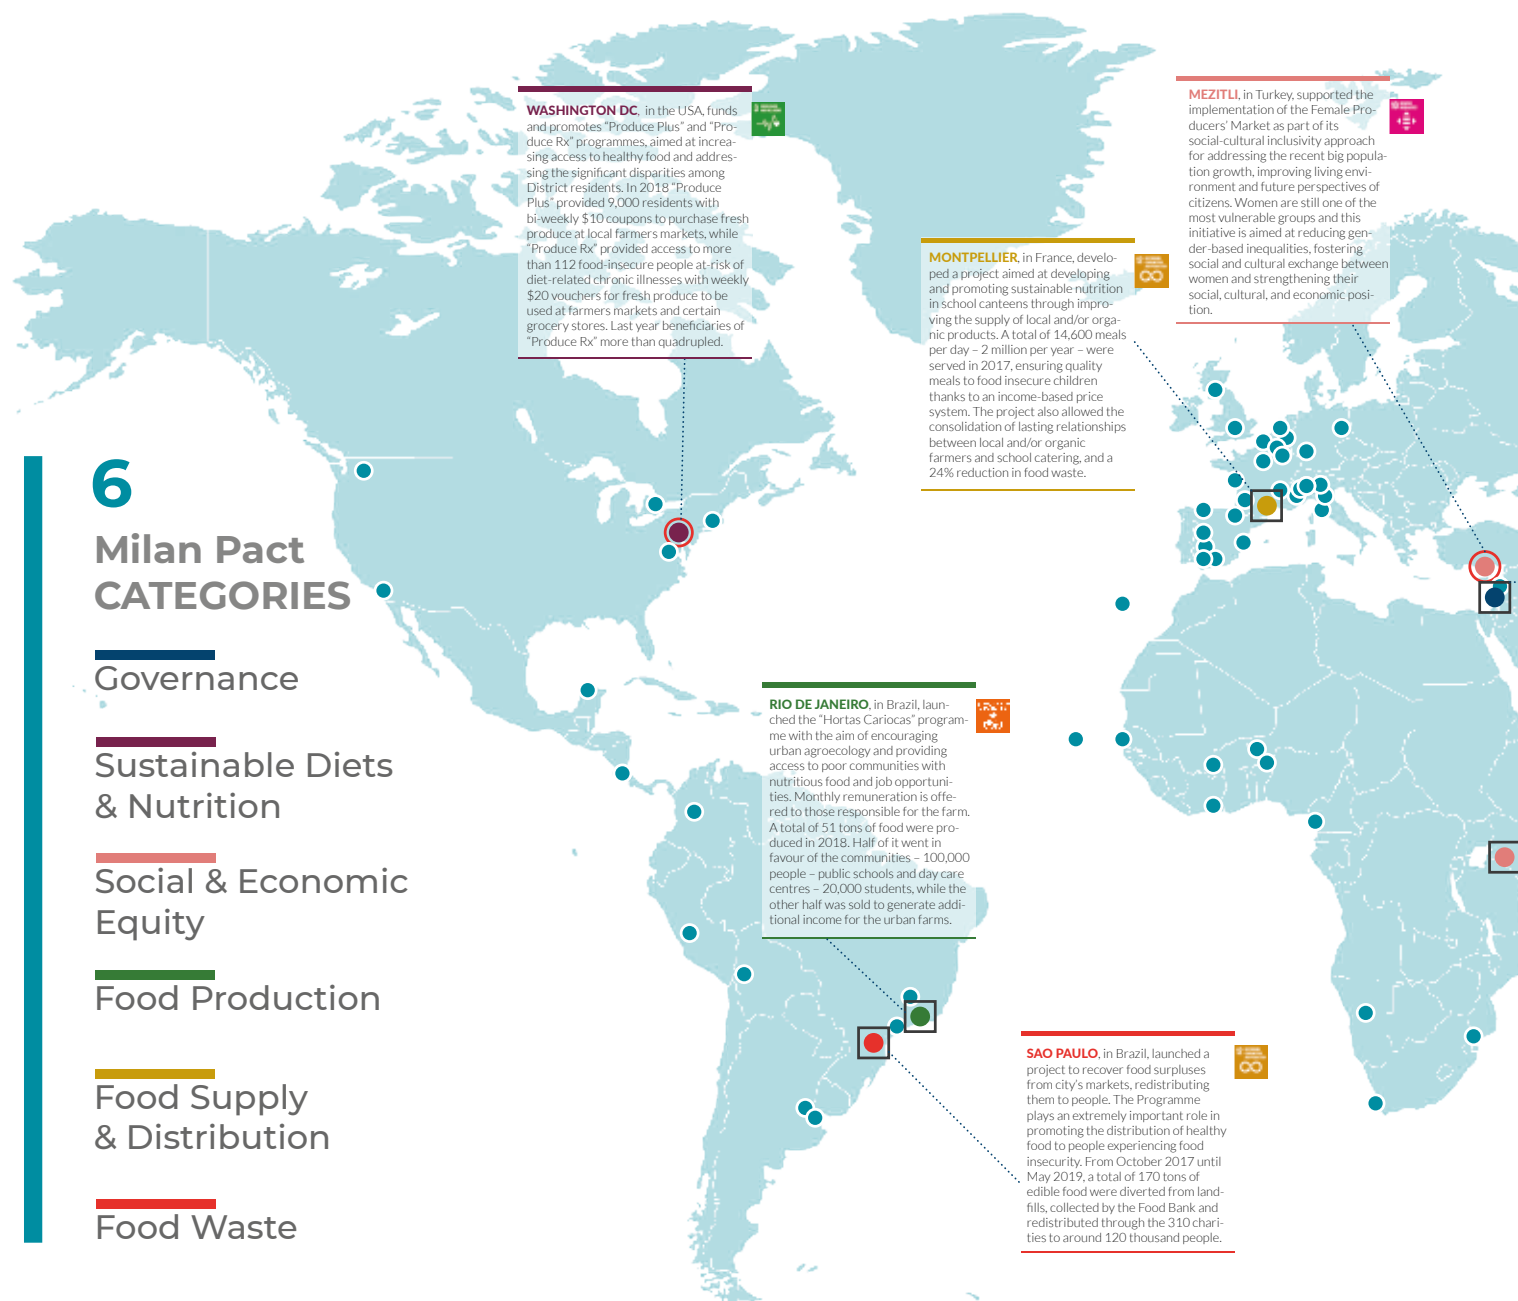 WASHINGTON DC, in the USA, funds
and promotes “Produce Plus” and “Pro-
duce Rx” programmes, aimed at increa-
sing access to healthy food and addres-
sing the significant disparities among
District residents. In 2018 “Produce
Plus” provided 9,000 residents with
bi-weekly $10 coupons to purchase fresh
produce at local farmers markets, while
“Produce Rx” provided access to more
than 112 food-insecure people at-risk of
diet-related chronic illnesses with weekly
$20 vouchers for fresh produce to be
used at farmers markets and certain
grocery stores. Last year beneficiaries of
“Produce Rx” more than quadrupled.
MEZITLI, in Turkey, supported the
implementation of the Female Pro-
ducers’ Market as part of its
social-cultural inclusivity approach
for addressing the recent big popula-
tion growth, improving living envi-
ronment and future perspectives of
citizens. Women are still one of the
most vulnerable groups and this
initiative is aimed at reducing gen-
der-based inequalities, fostering
social and cultural exchange between
women and strengthening their
social, cultural, and economic posi-
tion.
MONTPELLIER, in France, develo-
ped a project aimed at developing
and promoting sustainable nutrition
in school canteens through impro-
ving the supply of local and/or orga-
nic products. A total of 14,600 meals
per day – 2 million per year – were
served in 2017, ensuring quality
meals to food insecure children
thanks to an income-based price
system. The project also allowed the
consolidation of lasting relationships
between local and/or organic
farmers and school catering, and a
24% reduction in food waste.
6
Milan Pact
CATEGORIES
Governance
Sustainable Diets
& Nutrition
Social & Economic
Equity
Food Production
Food Supply
& Distribution
Food Waste
RIO DE JANEIRO, in Brazil, laun-
ched the “Hortas Cariocas” program-
me with the aim of encouraging
urban agroecology and providing
access to poor communities with
nutritious food and job opportuni-
ties. Monthly remuneration is offe-
red to those responsible for the farm.
A total of 51 tons of food were pro-
duced in 2018. Half of it went in
favour of the communities – 100,000
people – public schools and day care
centres – 20,000 students, while the
other half was sold to generate addi-
tional income for the urban farms.
SAO PAULO, in Brazil, launched a
project to recover food surpluses
from city’s markets, redistributing
them to people. The Programme
plays an extremely important role in
promoting the distribution of healthy
food to people experiencing food
insecurity. From October 2017 until
May 2019, a total of 170 tons of
edible food were diverted from land-
fills, collected by the Food Bank and
redistributed through the 310 chari-
ties to around 120 thousand people.